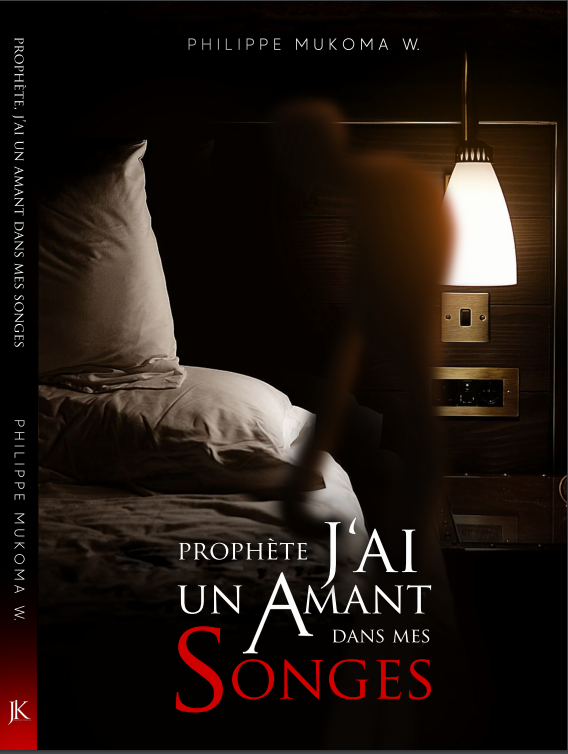 PHILIPPE MUKOMA W.
PROPHÈTE J'AI
UN AMANT
DANS MES
SONGES
PROPHÈTE, J'AI UN AMANT DANS MES SONGES
PHILIPPE MUKOMA W.
JK